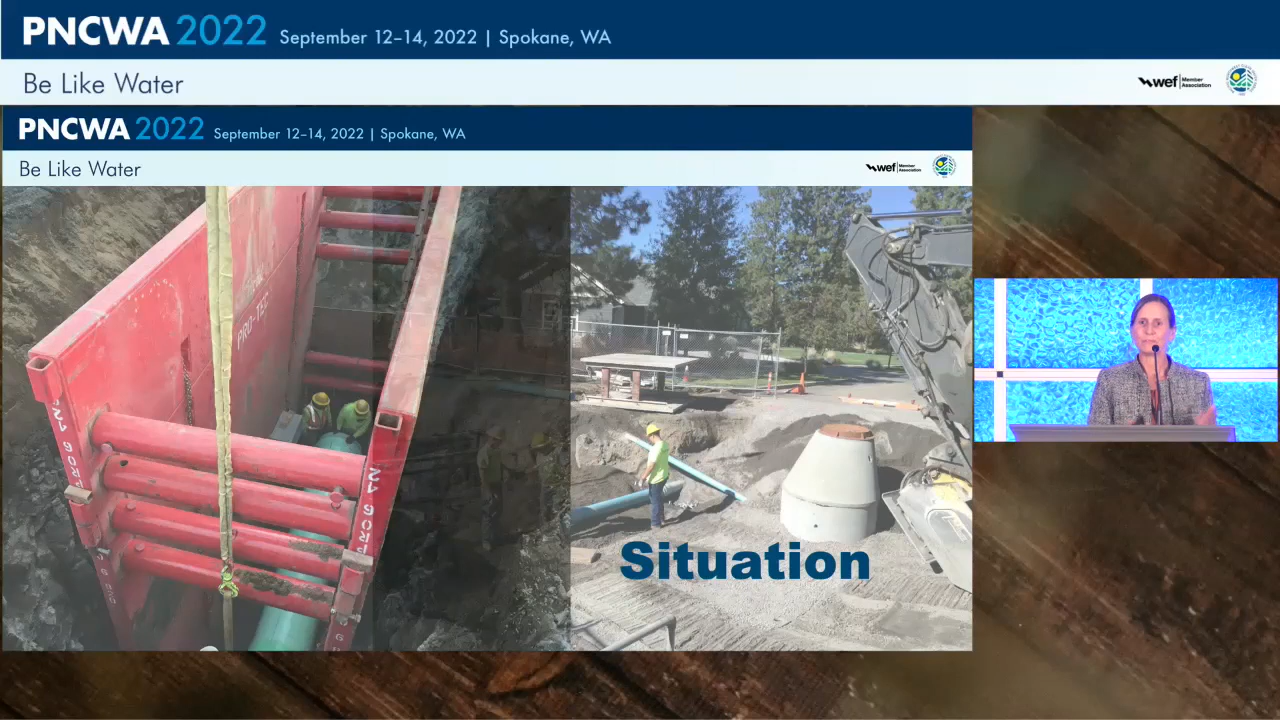 PNCWA 2022 September 12–14, 2022 | Spokane, WA
Be Like Water
wef Member Association
PNCWA 2022 September 12–14, 2022 | Spokane, WA
Be Like Water
wef Member Association
PRO-TEC
Situation